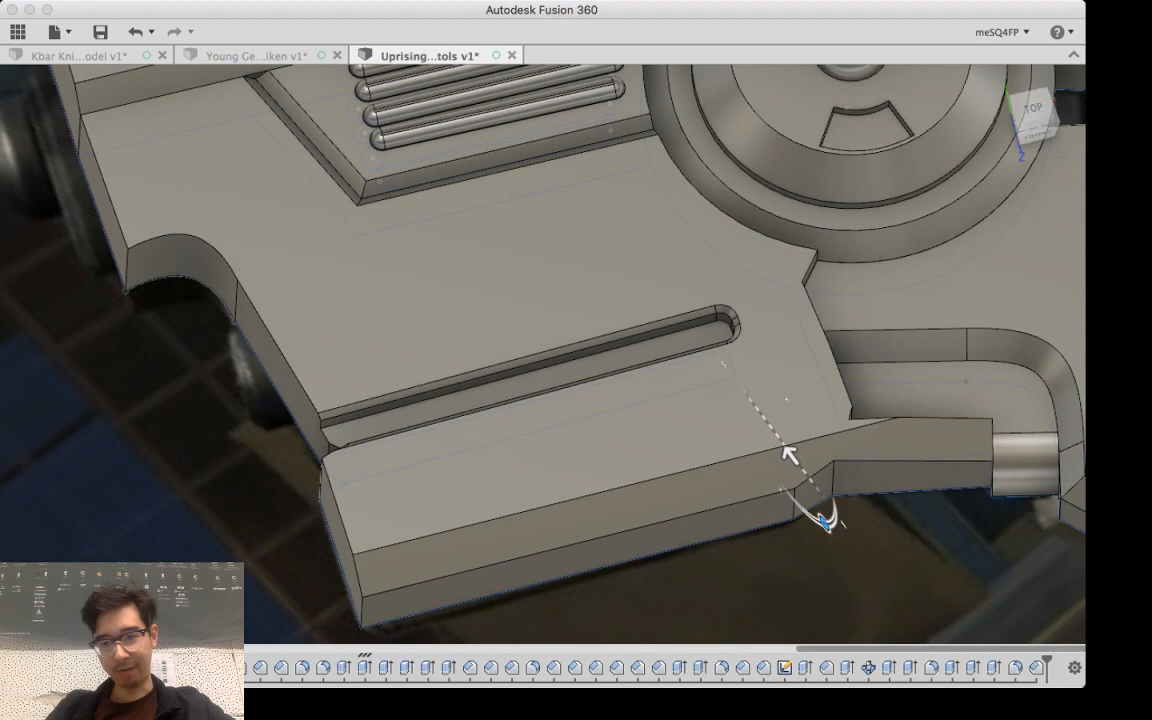 Autodesk Fusion 360
meSQ4FP
Kbar Kni...odel v1*
Young Ge...iken v1*
Uprising...tols v1*
TOP
Z